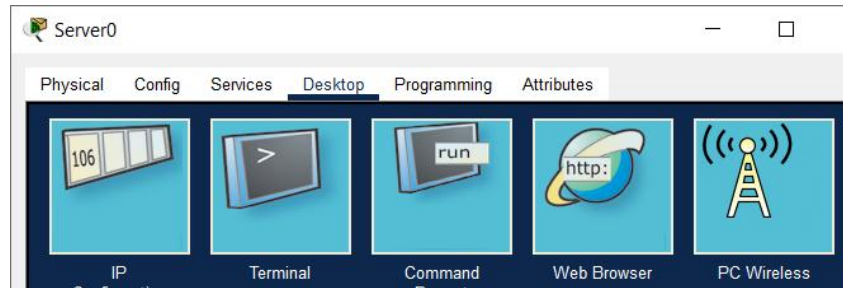 Server0
Physical Config Services Desktop Programming Attributes
106 > run http:
IP Terminal Command Web Browser PC Wireless